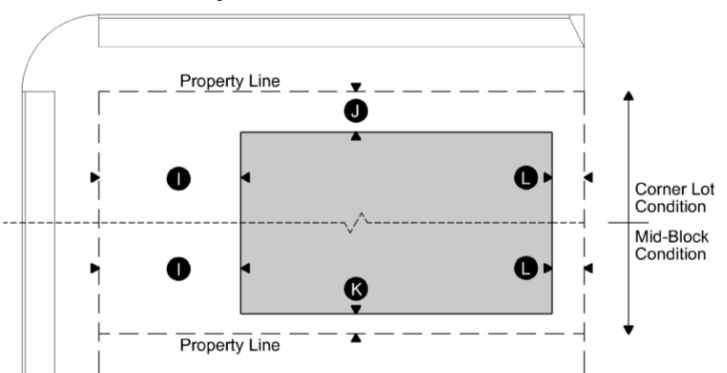 Property Line
J
I
L
Corner Lot
Condition
Mid-Block
Condition
I
L
K
Property Line